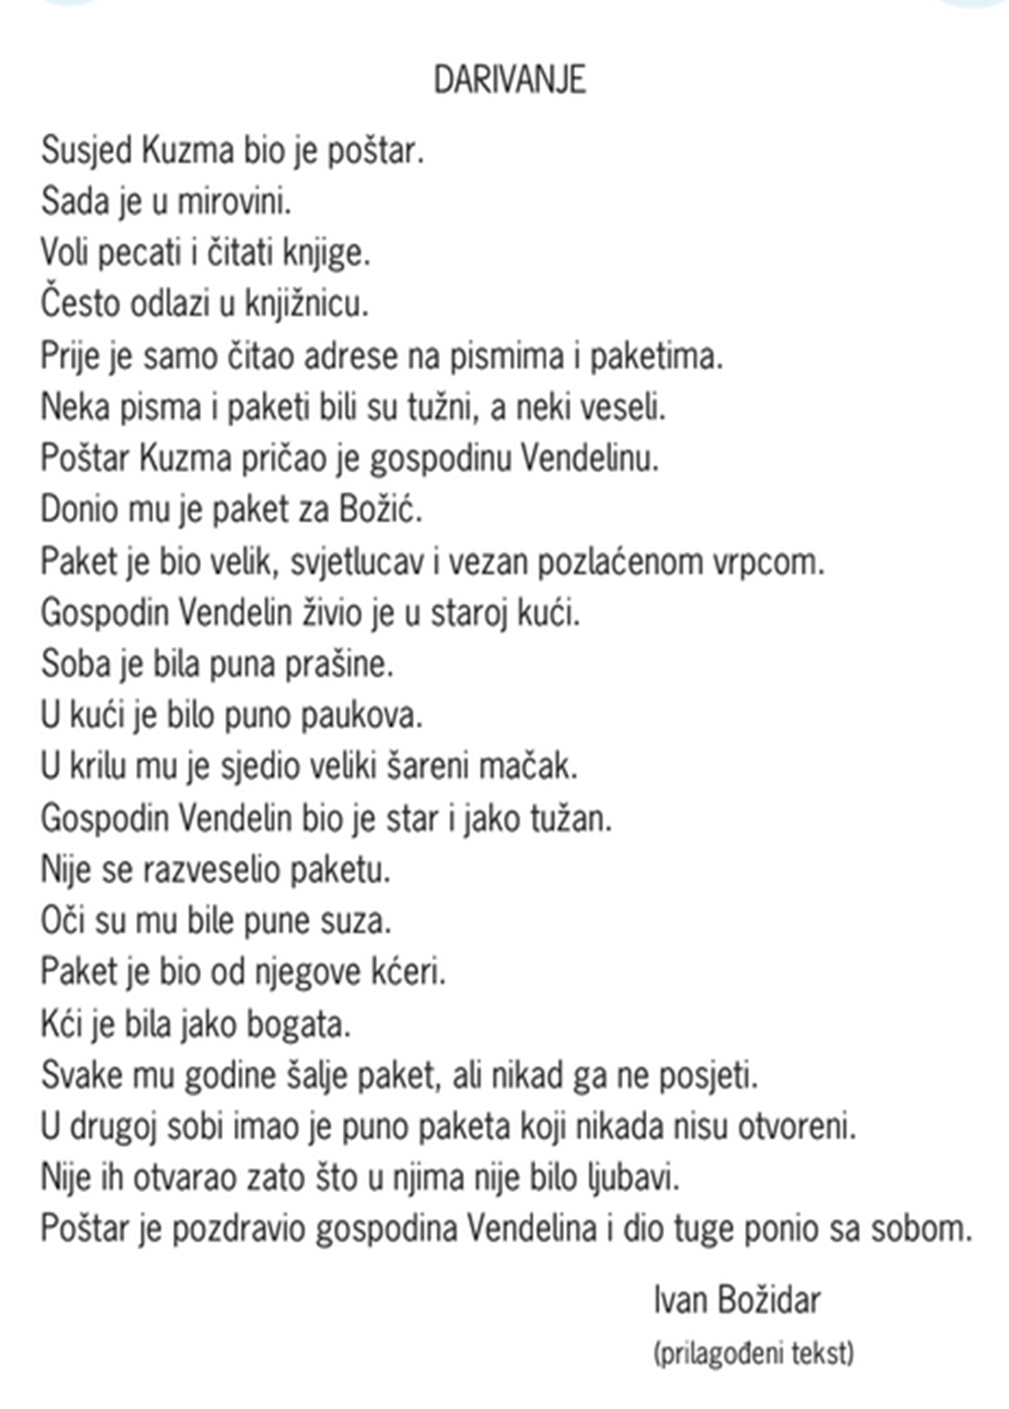 DARIVANJE
Susjed Kuzma bio je poštar.
Sada je u mirovini.
Voli pecati i čitati knjige.
Često odlazi u knjižnicu.
Prije je samo čitao adrese na pismima i paketima.
Neka pisma i paketi bili su tužni, a neki veseli.
Poštar Kuzma pričao je gospodinu Vendelinu.
Donio mu je paket za Božić.
Paket je bio velik, svjetlucav i vezan pozlaćenom vrpcom.
Gospodin Vendelin živio je u staroj kući.
Soba je bila puna prašine.
U kući je bilo puno paukova.
U krilu mu je sjedio veliki šareni mačak.
Gospodin Vendelin bio je star i jako tužan.
Nije se razveselio paketu.
Oči su mu bile pune suza.
Paket je bio od njegove kćeri.
Kći je bila jako bogata.
Svake mu godine šalje paket, ali nikad ga ne posjeti.
U drugoj sobi imao je puno paketa koji nikada nisu otvoreni.
Nije ih otvarao zato što u njima nije bilo ljubavi.
Poštar je pozdravio gospodina Vendelina i dio tuge ponio sa sobom.
Ivan Božidar
(prilagođeni tekst)